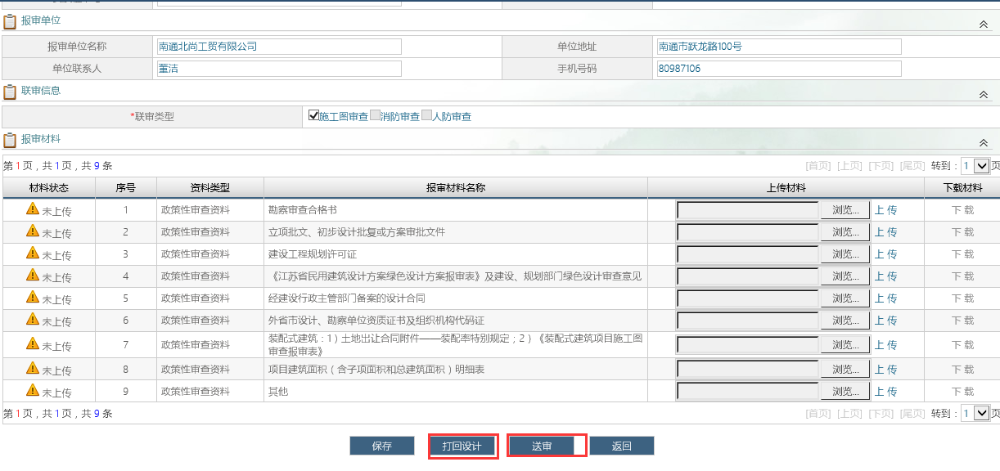 报审单位
报审单位名称 南通北尚工贸有限公司 单位地址 南通市跃龙路100号
单位联系人 董洁 手机号码 80987106
联审信息
*联审类型 施工图审查 消防审查 人防审查
报审材料
第1页，共1页，共9条 [首页] [上页] [下页] [尾页] 转到：1 页
材料状态 序号 资料类型 报审材料名称 上传材料 下载材料
未上传 1 政策性审查资料 勘察审查合格书 浏览... 上 传 下 载
未上传 2 政策性审查资料 立项批文、初步设计批复或方案审批文件 浏览... 上 传 下 载
未上传 3 政策性审查资料 建设工程规划许可证 浏览... 上 传 下 载
未上传 4 政策性审查资料 《江苏省民用建筑设计方案绿色设计方案报审表》及建设、规划部门绿色设计审查意见 浏览... 上 传 下 载
未上传 5 政策性审查资料 经建设行政主管部门备案的设计合同 浏览... 上 传 下 载
未上传 6 政策性审查资料 外省市设计、勘察单位资质证书及组织机构代码证 浏览... 上 传 下 载
未上传 7 政策性审查资料 装配式建筑：1）土地出让合同附件——装配率特别规定；2）《装配式建筑项目施工图
审查报审表》 浏览... 上 传 下 载
未上传 8 政策性审查资料 项目建筑面积（含子项面积和总建筑面积）明细表 浏览... 上 传 下 载
未上传 9 政策性审查资料 其他 浏览... 上 传 下 载
第1页，共1页，共9条 [首页] [上页] [下页] [尾页] 转到：1 页
保存 打回设计 送审 返回